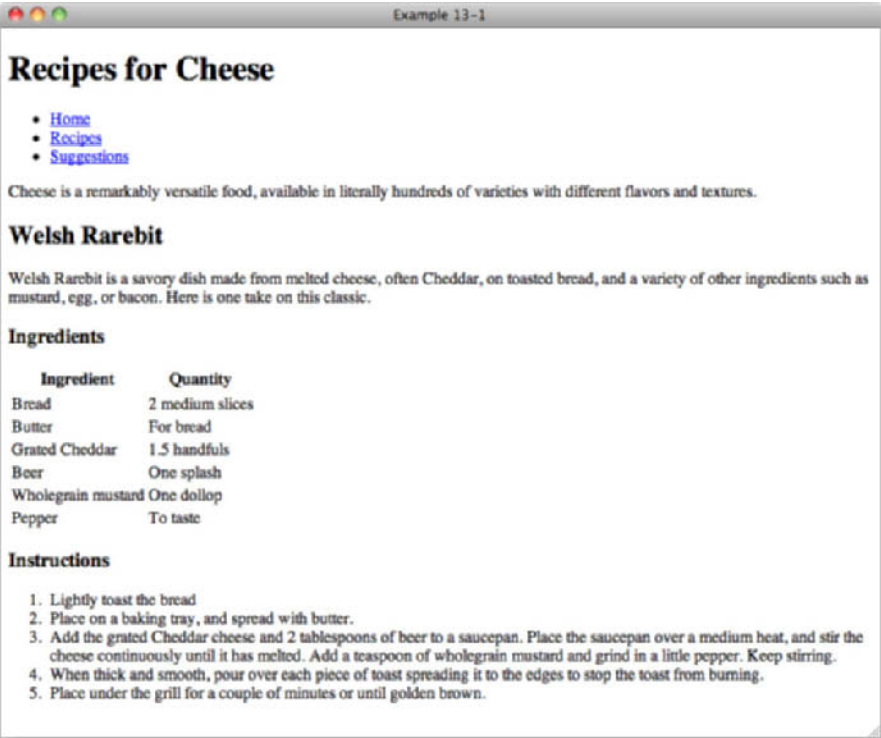 Example 13-1
Recipes for Cheese
• Home
• Recipes
• Suggestions
Cheese is a remarkably versatile food, available in literally hundreds of varieties with different flavors and textures.
Welsh Rarebit
Welsh Rarebit is a savory dish made from melted cheese, often Cheddar, on toasted bread, and a variety of other ingredients such as
mustard, egg, or bacon. Here is one take on this classic.
Ingredients
Ingredient Quantity
Bread 2 medium slices
Butter For bread
Grated Cheddar 1.5 handfuls
Beer One splash
Wholegrain mustard One dollop
Pepper To taste
Instructions
1. Lightly toast the bread
2. Place on a baking tray, and spread with butter.
3. Add the grated Cheddar cheese and 2 tablespoons of beer to a saucepan. Place the saucepan over a medium heat, and stir the
cheese continuously until it has melted. Add a teaspoon of wholegrain mustard and grind in a little pepper. Keep stirring.
4. When thick and smooth, pour over each piece of toast spreading it to the edges to stop the toast from burning.
5. Place under the grill for a couple of minutes or until golden brown.